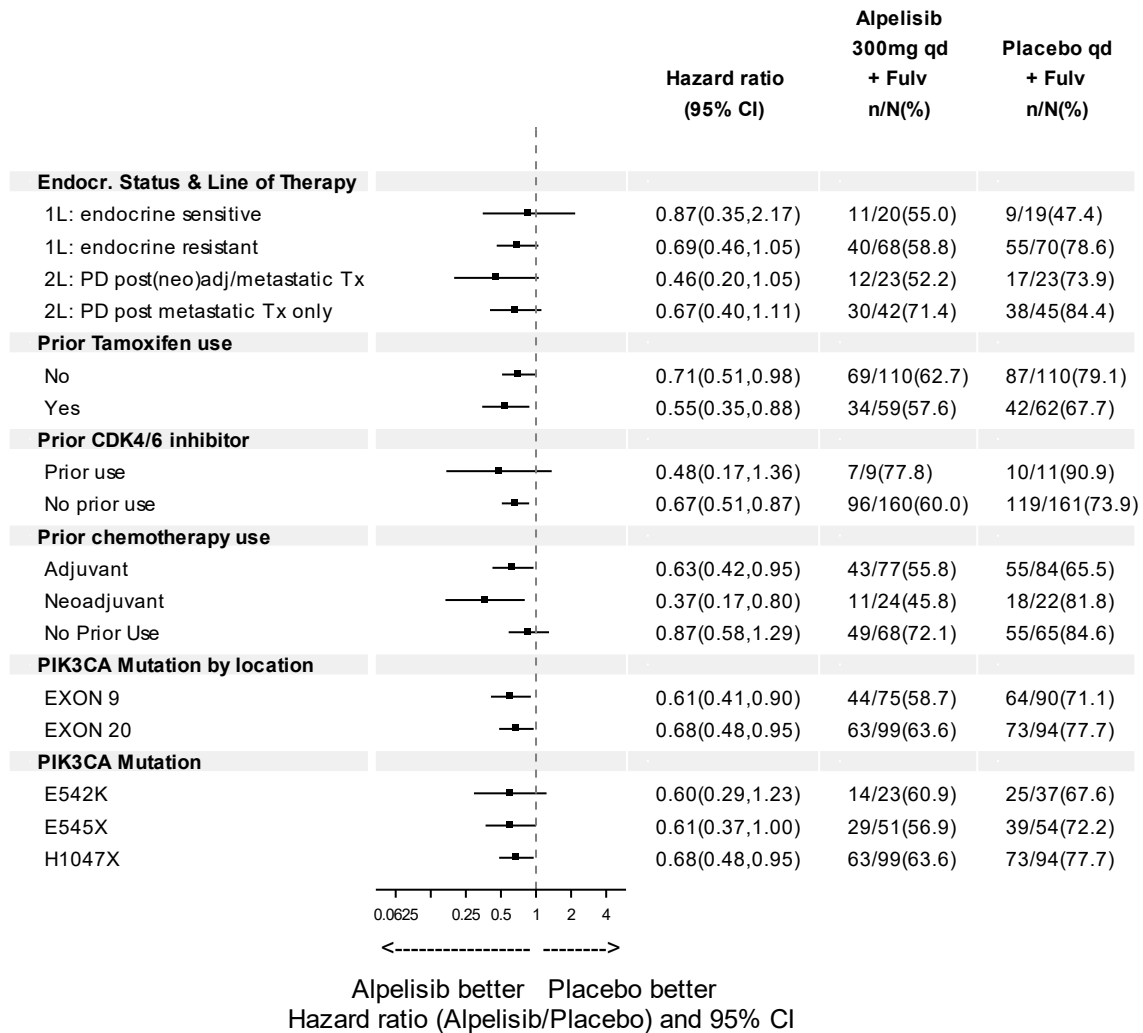 Alpelisib
300mg qd Placebo qd
Hazard ratio + Fulv + Fulv
(95% CI) n/N(%) n/N(%)
Endocr. Status & Line of Therapy
1L: endocrine sensitive 0.87(0.35,2.17) 11/20(55.0) 9/19(47.4)
1L: endocrine resistant 0.69(0.46,1.05) 40/68(58.8) 55/70(78.6)
2L: PD post(neo)adj/metastatic Tx 0.46(0.20,1.05) 12/23(52.2) 17/23(73.9)
2L: PD post metastatic Tx only 0.67(0.40,1.11) 30/42(71.4) 38/45(84.4)
Prior Tamoxifen use
No 0.71(0.51,0.98) 69/110(62.7) 87/110(79.1)
Yes 0.55(0.35,0.88) 34/59(57.6) 42/62(67.7)
Prior CDK4/6 inhibitor
Prior use 0.48(0.17,1.36) 7/9(77.8) 10/11(90.9)
No prior use 0.67(0.51,0.87) 96/160(60.0) 119/161(73.9)
Prior chemotherapy use
Adjuvant 0.63(0.42,0.95) 43/77(55.8) 55/84(65.5)
Neoadjuvant 0.37(0.17,0.80) 11/24(45.8) 18/22(81.8)
No Prior Use 0.87(0.58,1.29) 49/68(72.1) 55/65(84.6)
PIK3CA Mutation by location
EXON 9 0.61(0.41,0.90) 44/75(58.7) 64/90(71.1)
EXON 20 0.68(0.48,0.95) 63/99(63.6) 73/94(77.7)
PIK3CA Mutation
E542K 0.60(0.29,1.23) 14/23(60.9) 25/37(67.6)
E545X 0.61(0.37,1.00) 29/51(56.9) 39/54(72.2)
H1047X 0.68(0.48,0.95) 63/99(63.6) 73/94(77.7)
0.0625 0.25 0.5 1 2 4
<----------------- -------->
Alpelisib better Placebo better
Hazard ratio (Alpelisib/Placebo) and 95% CI